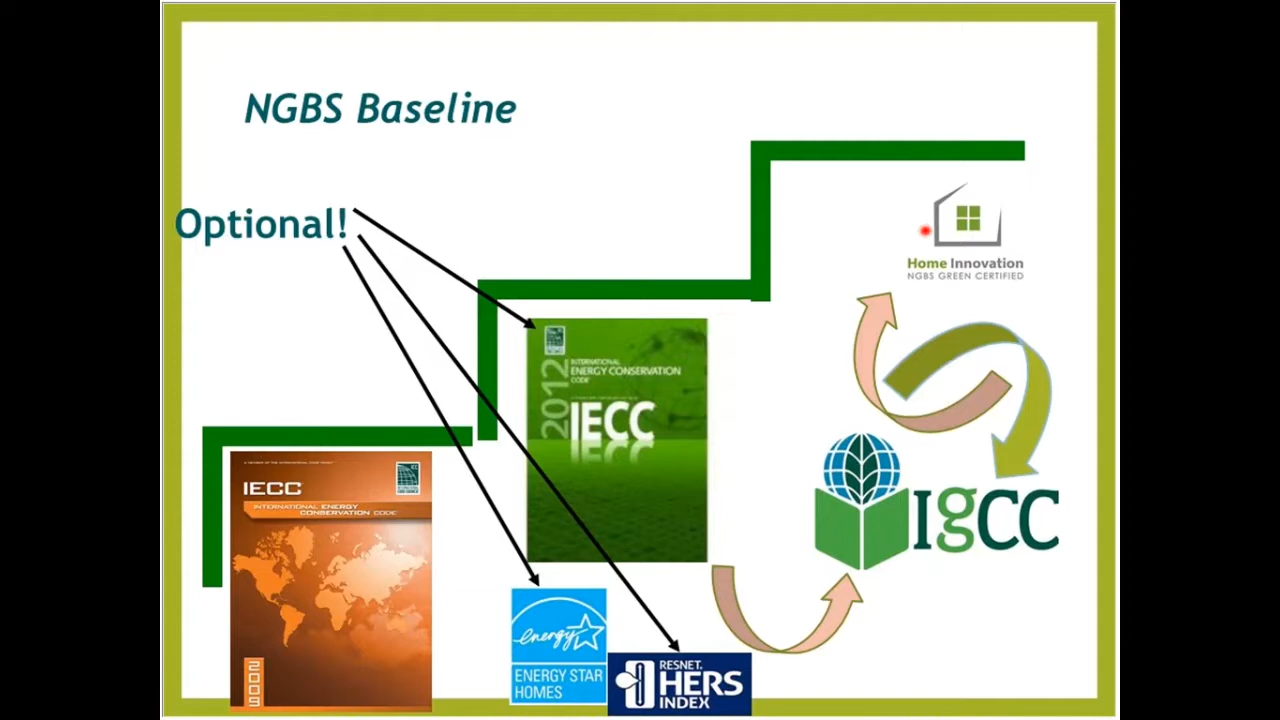 NGBS Baseline
Optional!
Home Innovation
NGBS GREEN CERTIFIED
2012
INTERNATIONAL
ENERGY CONSERVATION
CODE
IECC
IECC
INTERNATIONAL ENERGY
CONSERVATION CODE
2009
IgCC
energy
ENERGY STAR
HOMES
RESNET.
HERS
INDEX